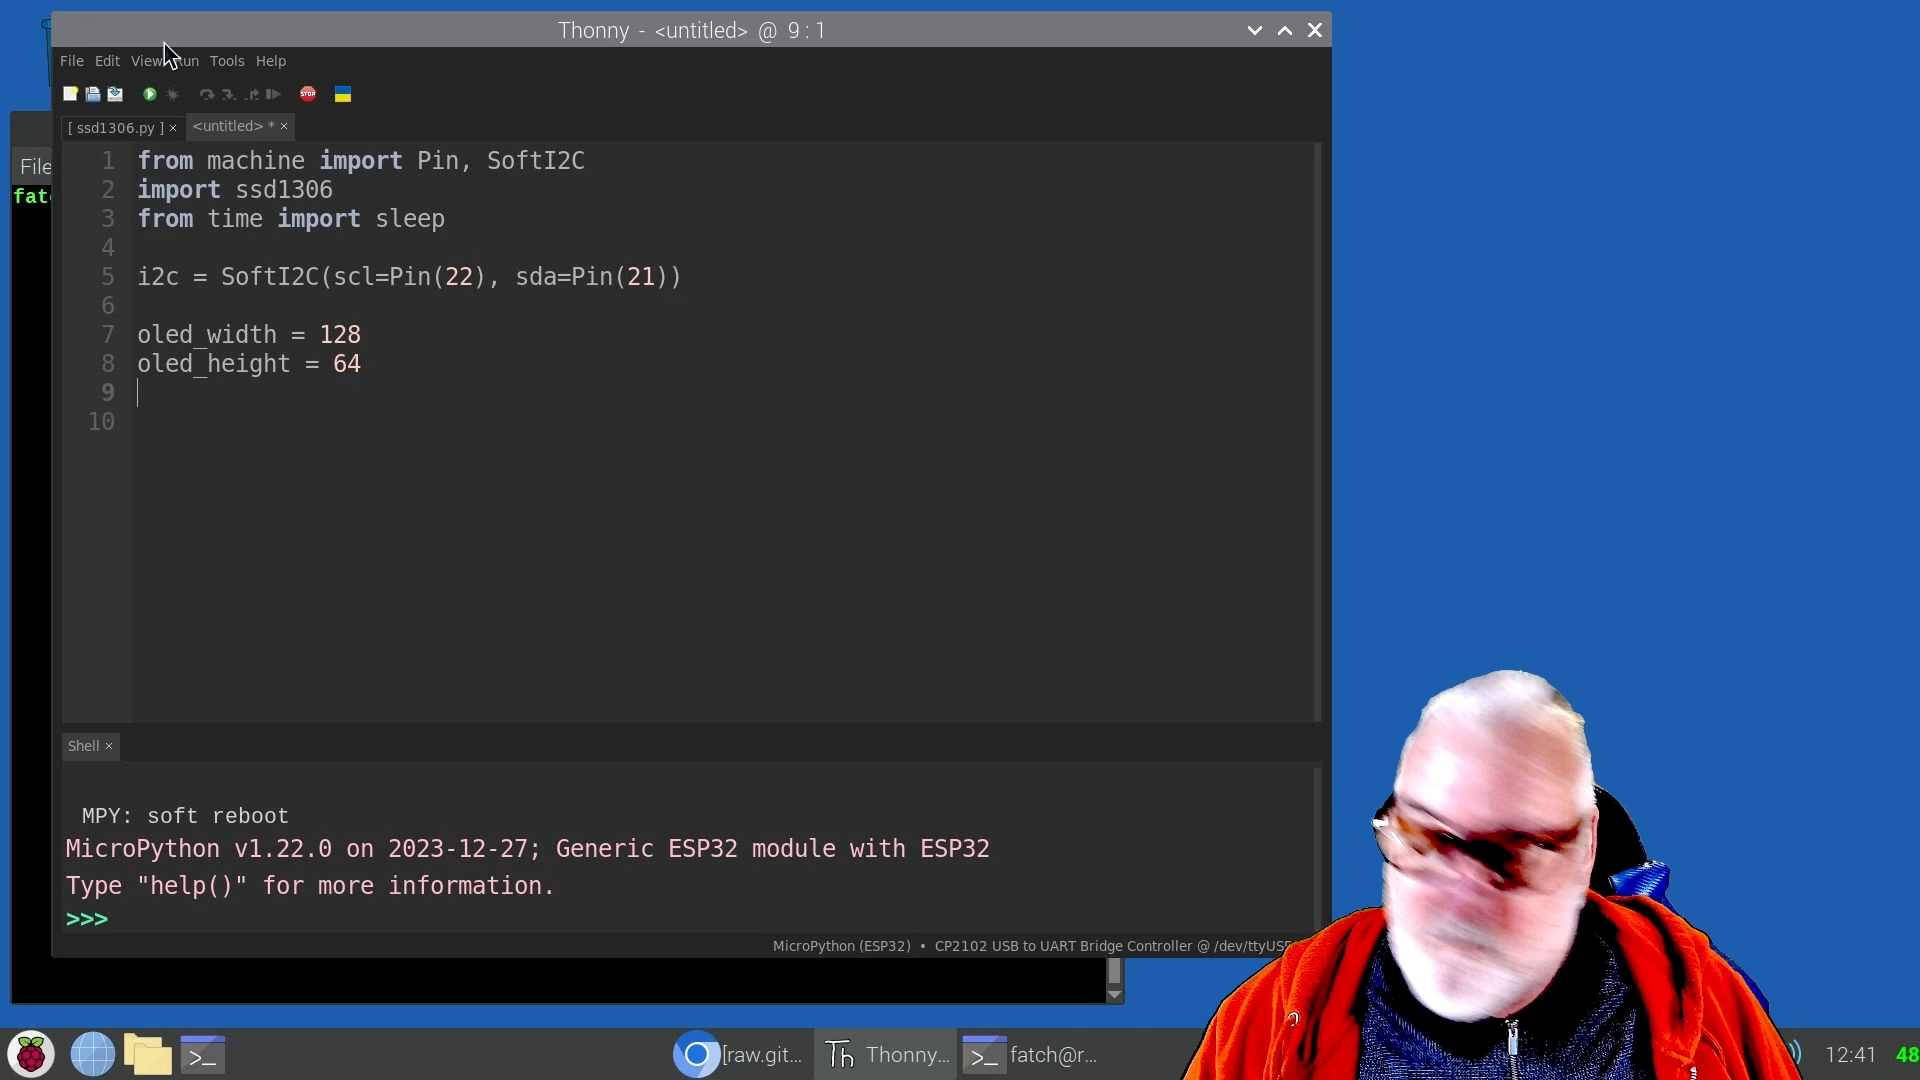 Thonny - <untitled> @ 9 : 1
File Edit View Run Tools Help
STOP
[ ssd1306.py ] × <untitled> * ×
File
1 from machine import Pin, SoftI2C
2 import ssd1306
3 from time import sleep
4
5 i2c = SoftI2C(scl=Pin(22), sda=Pin(21))
6
7 oled_width = 128
8 oled_height = 64
9
10
Shell ×
MPY: soft reboot
MicroPython v1.22.0 on 2023-12-27; Generic ESP32 module with ESP32
Type "help()" for more information.
>>>
MicroPython (ESP32) • CP2102 USB to UART Bridge Controller @ /dev/ttyUSB
>_ [raw.git... Th Thonny... >_ fatch@r... 12:41 48